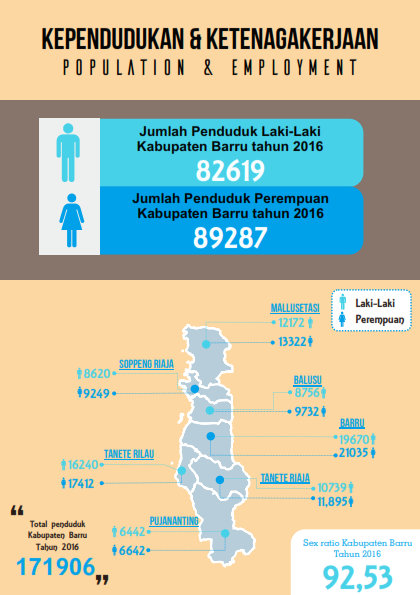 KEPENDUDUKAN & KETENAGAKERJAAN
POPULATION & EMPLOYMENT
Jumlah Penduduk Laki-Laki
Kabupaten Barru tahun 2016
82619
Jumlah Penduduk Perempuan
Kabupaten Barru tahun 2016
89287
Laki-Laki
Perempuan
MALLUSETASI
12172
13322
SOPPENG RIAJA
8620
9249
BALUSU
8756
9732
BARRU
19670
21035
TANETE RILAU
16240
17412
TANETE RIAJA
10739
11,895
PUJANANTING
6442
6642
“
Total penduduk
Kabupaten Barru
Tahun 2016
171906
”
Sex ratio Kabupaten Barru
Tahun 2016
92,53